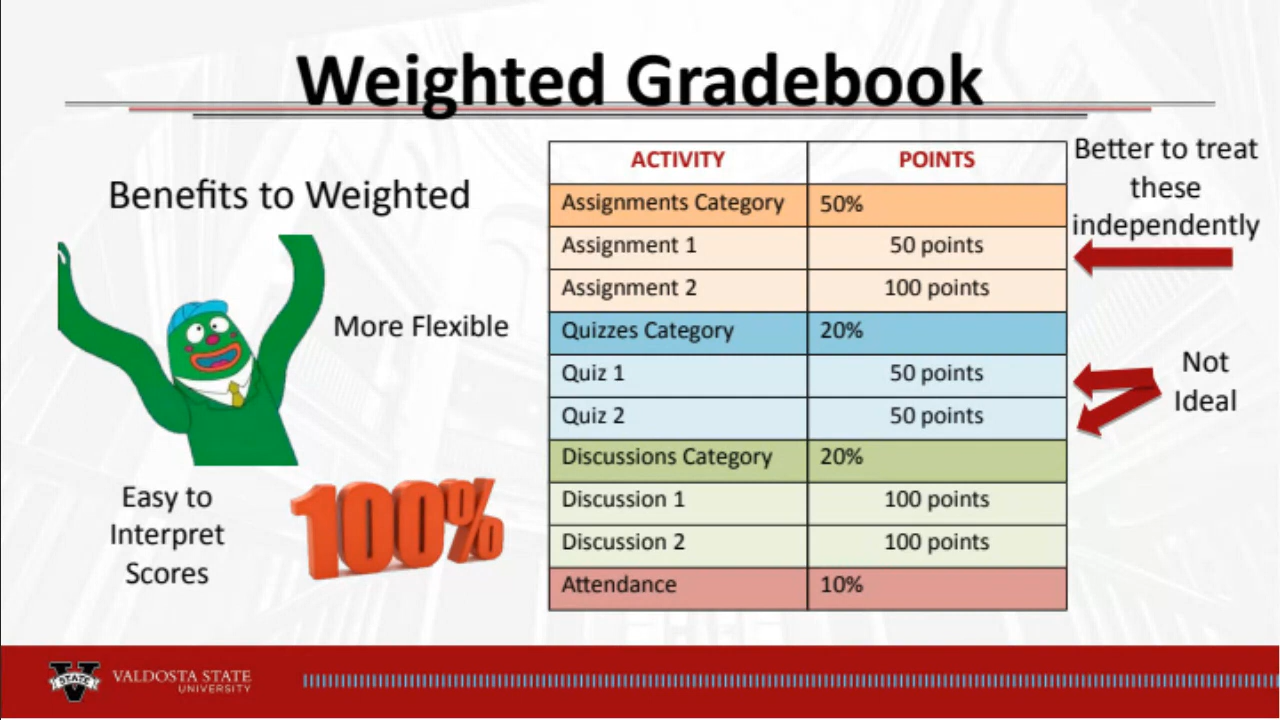 Weighted Gradebook
Benefits to Weighted
More Flexible
Easy to
Interpret
Scores
100%
ACTIVITY POINTS
Assignments Category 50%
Assignment 1 50 points
Assignment 2 100 points
Quizzes Category 20%
Quiz 1 50 points
Quiz 2 50 points
Discussions Category 20%
Discussion 1 100 points
Discussion 2 100 points
Attendance 10%
Better to treat
these
independently
Not
Ideal
V
STATE
VALDOSTA STATE
UNIVERSITY